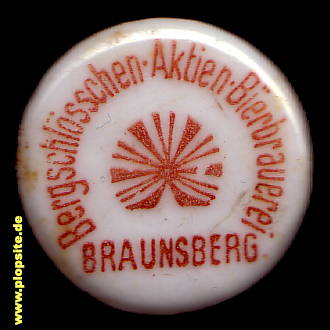 Bergschlösschen-Aktien-Bierbrauerei
BRAUNSBERG
© www.plopsite.de